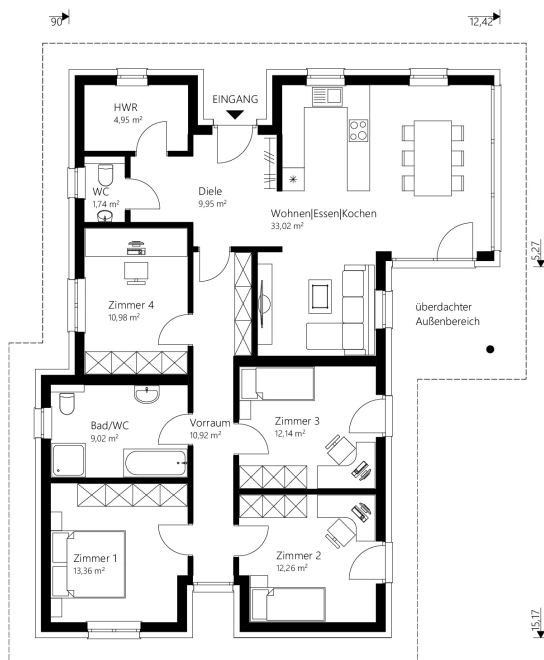 90
12,42
HWR
4,95 m²
EINGANG
WC
1,74 m²
Diele
9,95 m²
Wohnen|Essen|Kochen
33,02 m²
5,27
Zimmer 4
10,98 m²
überdachter
Außenbereich
Bad/WC
9,02 m²
Vorraum
10,92 m²
Zimmer 3
12,14 m²
Zimmer 1
13,36 m²
Zimmer 2
12,26 m²
15,17